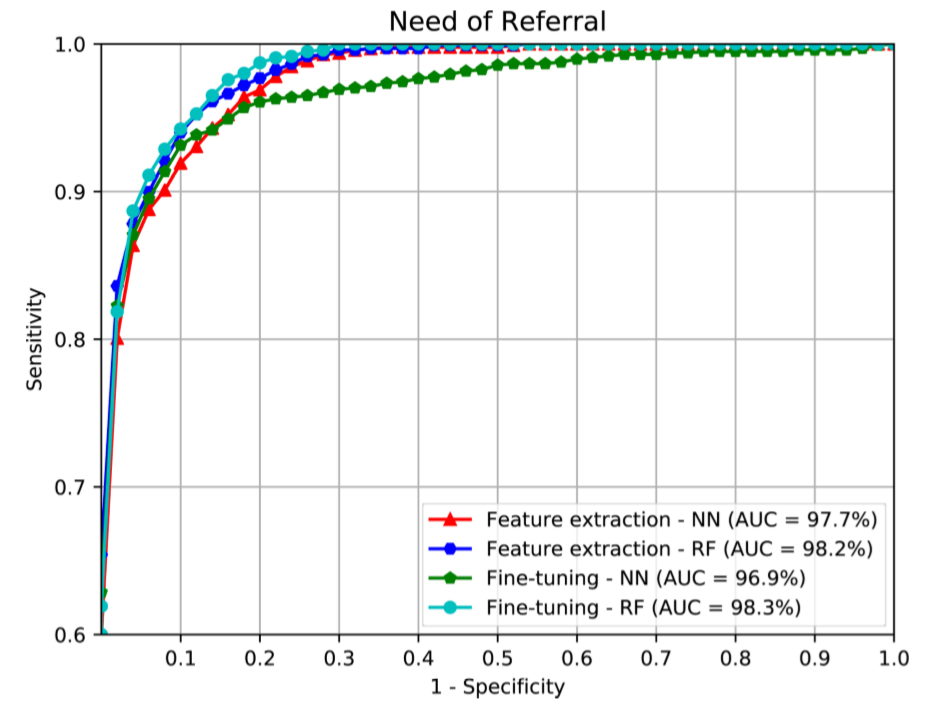 Need of Referral
1.0
0.9
0.8
0.7
0.6
Sensitivity
Feature extraction - NN (AUC = 97.7%)
Feature extraction - RF (AUC = 98.2%)
Fine-tuning - NN (AUC = 96.9%)
Fine-tuning - RF (AUC = 98.3%)
0.1 0.2 0.3 0.4 0.5 0.6 0.7 0.8 0.9 1.0
1 - Specificity